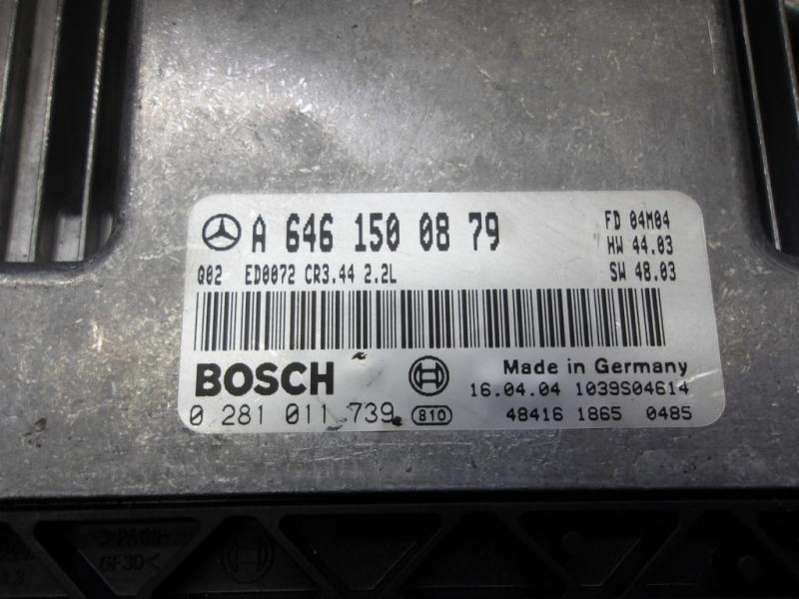 A 646 150 08 79
FD 04M04
HW 44.03
Q02 ED0072 CR3.44 2.2L
SW 48.03
BOSCH
Made in Germany
16.04.04 1039S04614
0 281 011 739 810
48416 1865 0485
GF30<